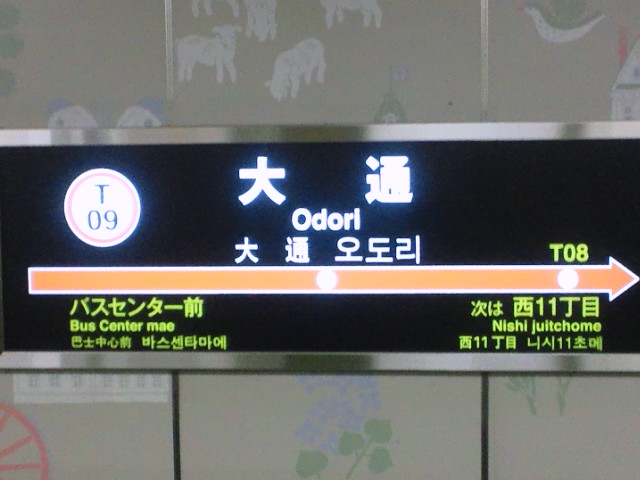 T
09
大 通
Odori
大 通 오도리
T08
バスセンター前
Bus Center mae
巴士中心前 바스센타마에
次は 西11丁目
Nishi juitchome
西11丁目 니시11초메